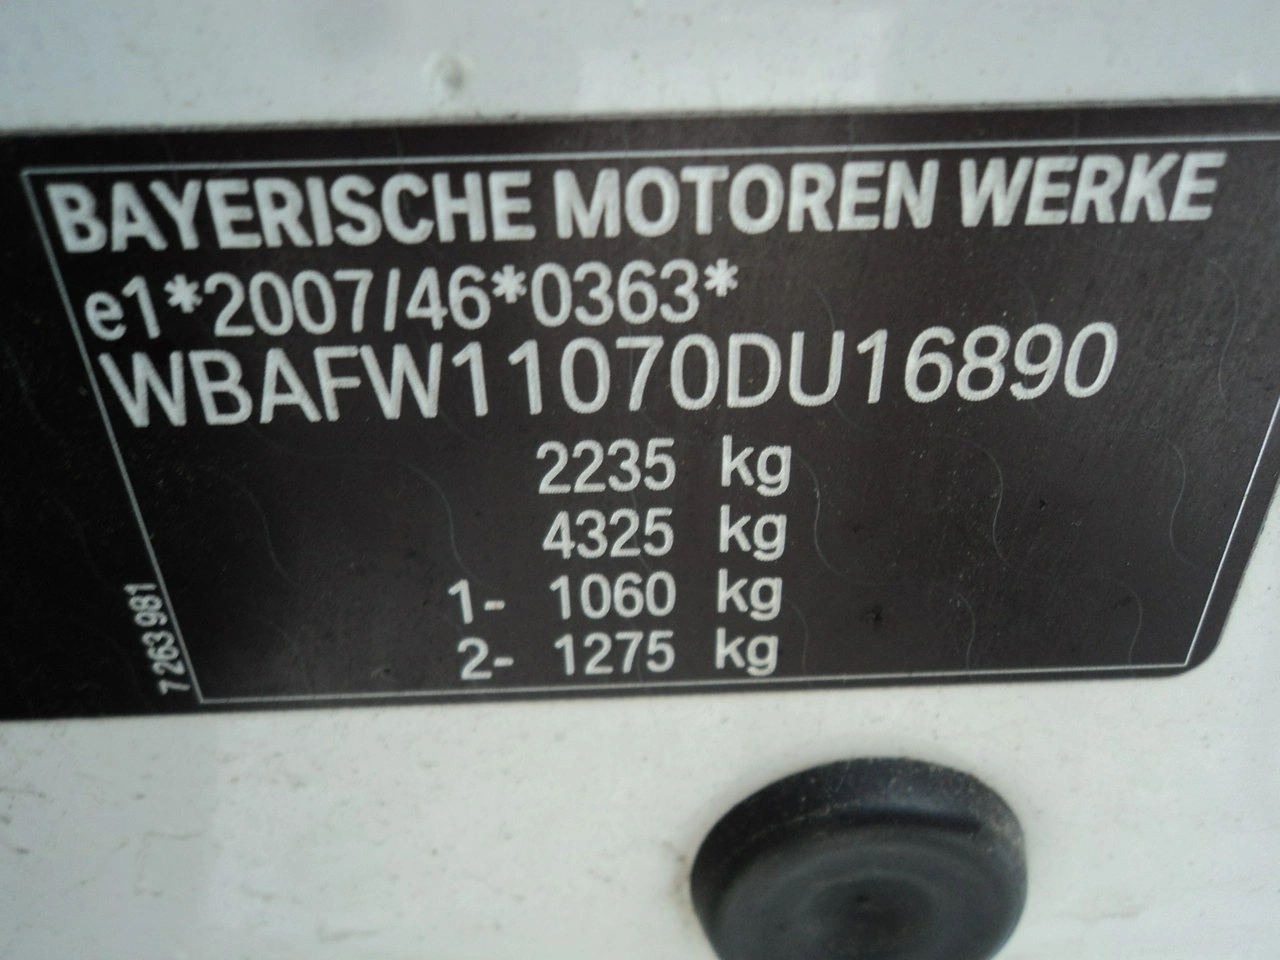 BAYERISCHE MOTOREN WERKE
e1*2007/46*0363*
WBAFW11070DU16890
2235 kg
4325 kg
1- 1060 kg
2- 1275 kg
7 263 981